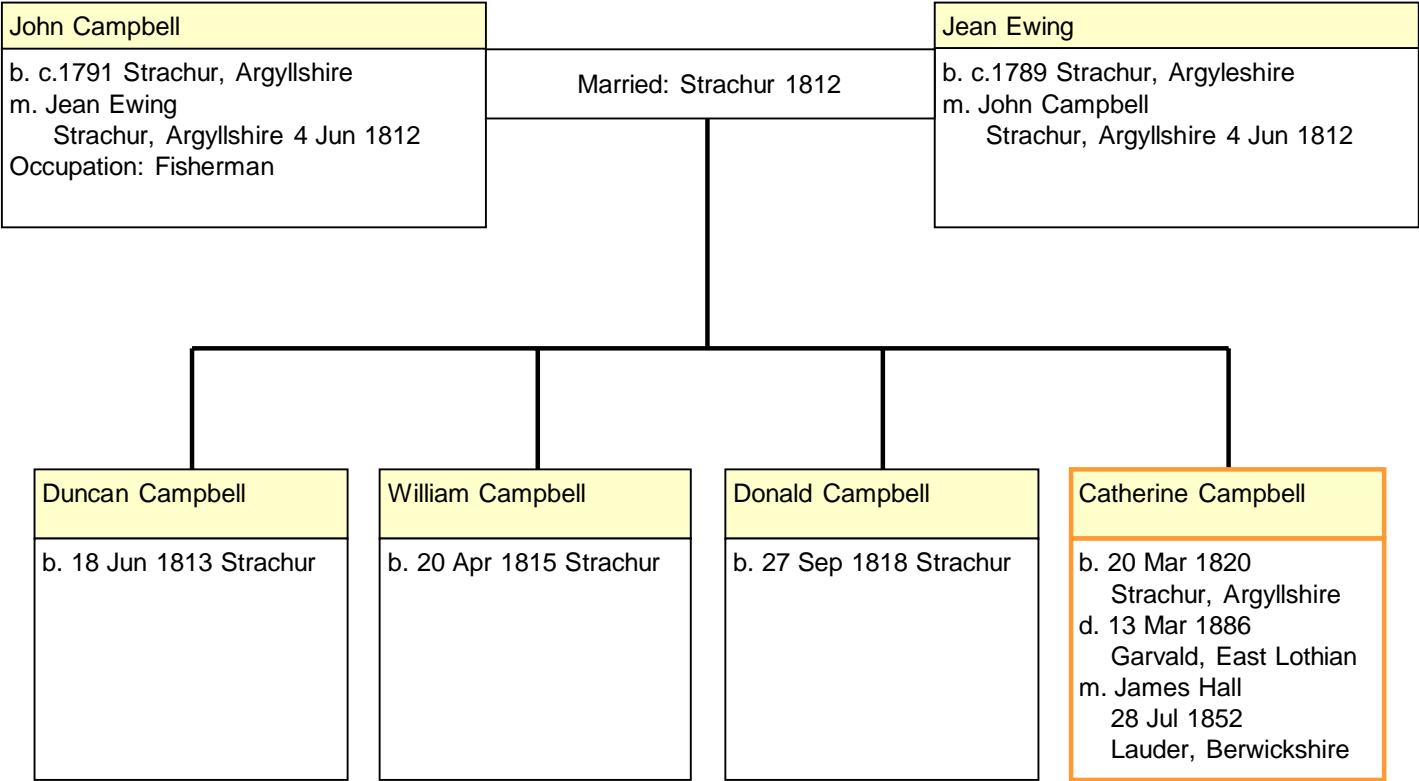 John Campbell
b. c.1791 Strachur, Argyllshire
m. Jean Ewing
Strachur, Argyllshire 4 Jun 1812
Occupation: Fisherman
Married: Strachur 1812
Jean Ewing
b. c.1789 Strachur, Argyleshire
m. John Campbell
Strachur, Argyllshire 4 Jun 1812
Duncan Campbell
b. 18 Jun 1813 Strachur
William Campbell
b. 20 Apr 1815 Strachur
Donald Campbell
b. 27 Sep 1818 Strachur
Catherine Campbell
b. 20 Mar 1820
Strachur, Argyllshire
d. 13 Mar 1886
Garvald, East Lothian
m. James Hall
28 Jul 1852
Lauder, Berwickshire